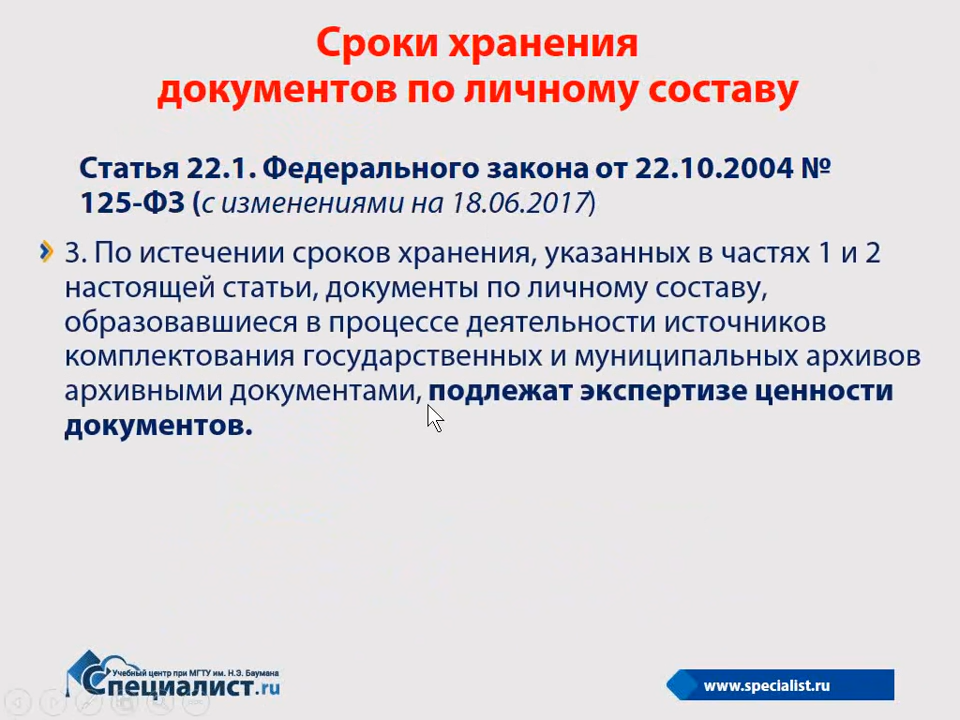 Сроки хранения
документов по личному составу
Статья 22.1. Федерального закона от 22.10.2004 №
125-ФЗ (с изменениями на 18.06.2017)
3. По истечении сроков хранения, указанных в частях 1 и 2
настоящей статьи, документы по личному составу,
образовавшиеся в процессе деятельности источников
комплектования государственных и муниципальных архивов
архивными документами, подлежат экспертизе ценности
документов.
Учебный центр при МГТУ им. Н.Э. Баумана
Специалист.ru
www.specialist.ru